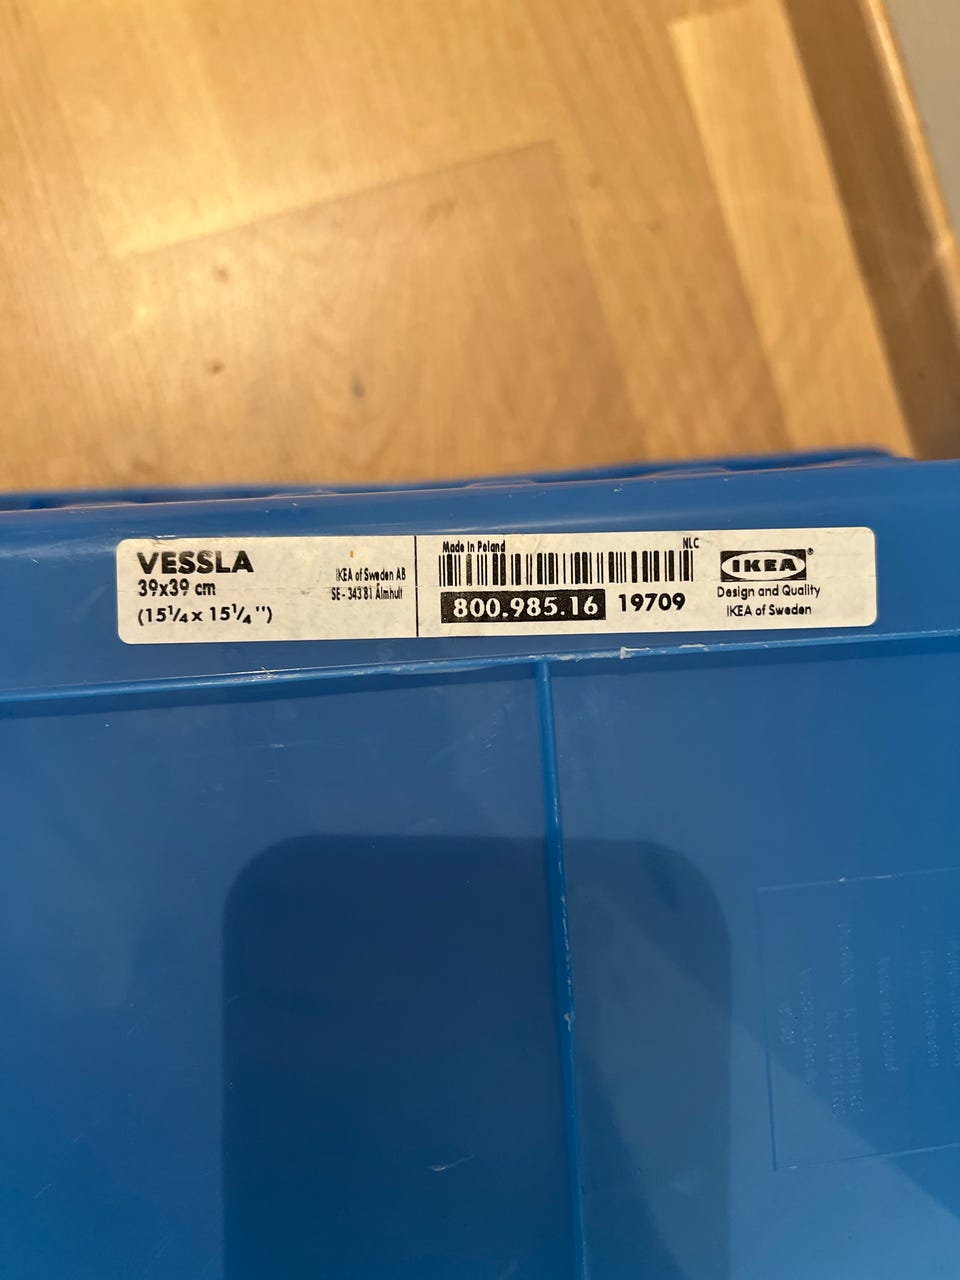 VESSLA
39x39 cm
(15¼ x 15¼")
IKEA of Sweden AB
SE - 343 81 Älmhult
Made in Poland
NLC
800.985.16
19709
IKEA®
Design and Quality
IKEA of Sweden